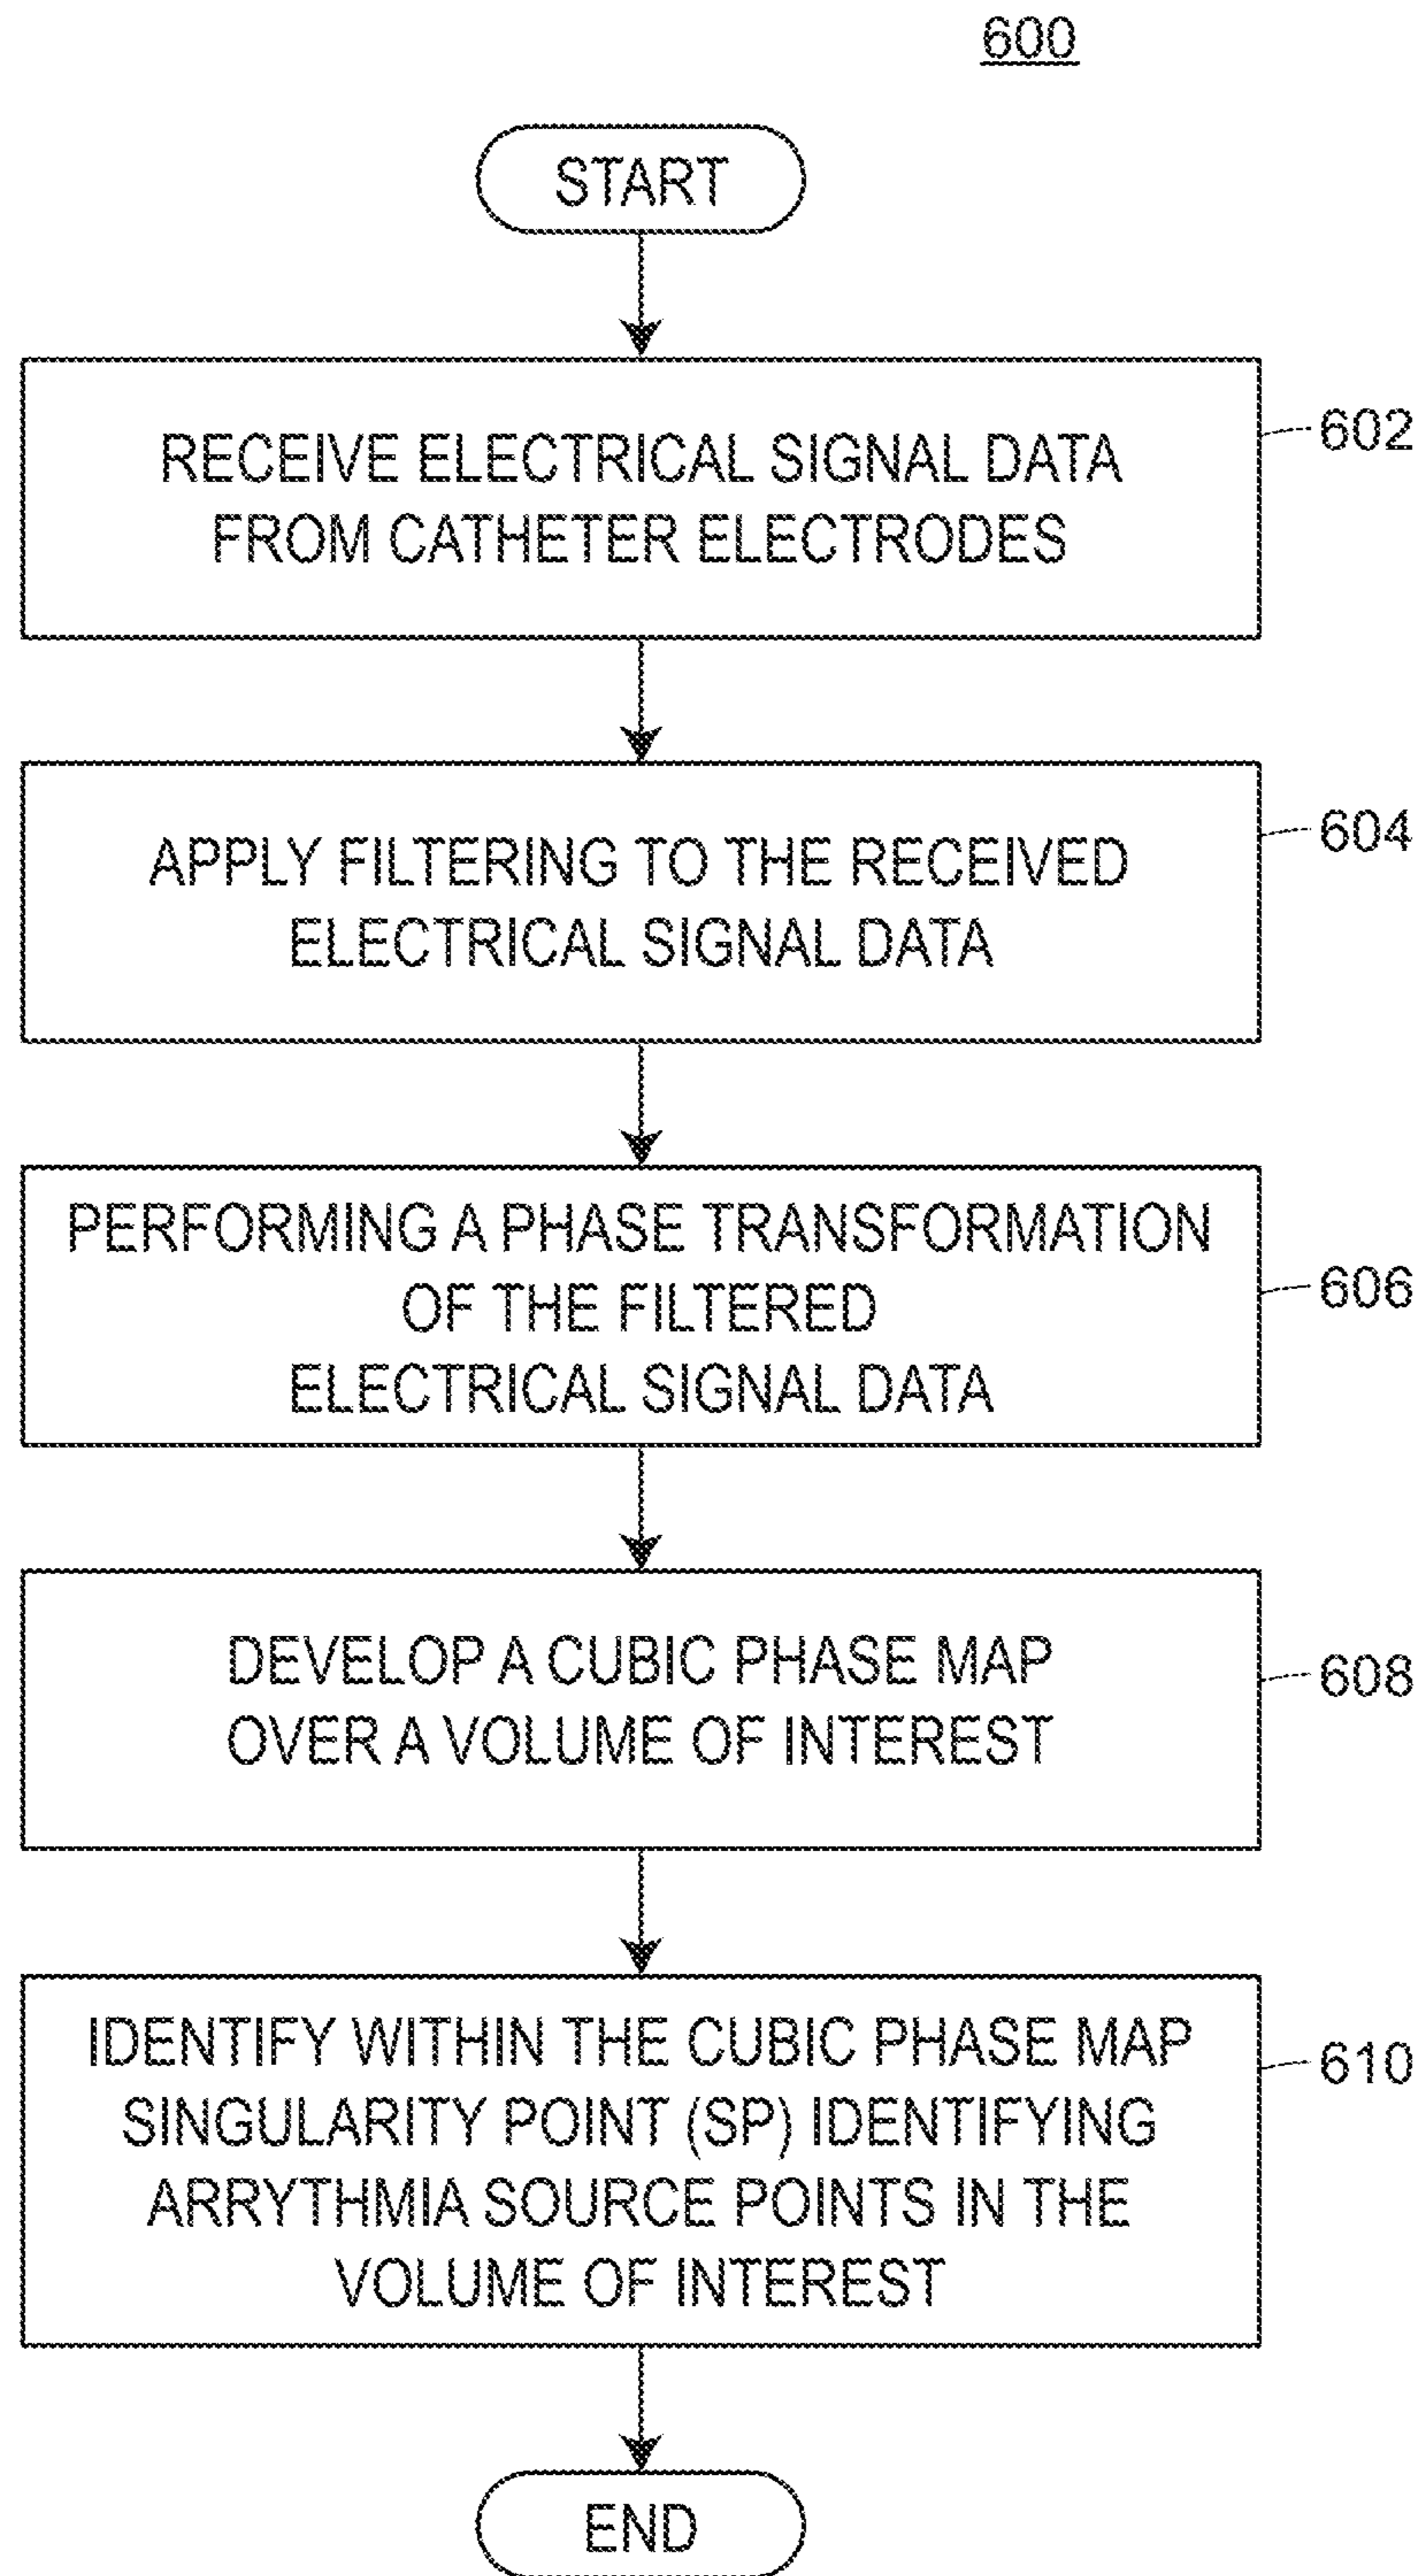 600
START
RECEIVE ELECTRICAL SIGNAL DATA
FROM CATHETER ELECTRODES
602
APPLY FILTERING TO THE RECEIVED
ELECTRICAL SIGNAL DATA
604
PERFORMING A PHASE TRANSFORMATION
OF THE FILTERED
ELECTRICAL SIGNAL DATA
606
DEVELOP A CUBIC PHASE MAP
OVER A VOLUME OF INTEREST
608
IDENTIFY WITHIN THE CUBIC PHASE MAP
SINGULARITY POINT (SP) IDENTIFYING
ARRYTHMIA SOURCE POINTS IN THE
VOLUME OF INTEREST
610
END